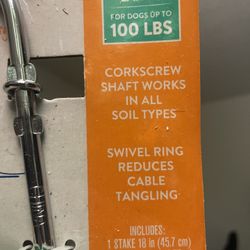 FOR DOGS UP TO
100 LBS
CORKSCREW
SHAFT WORKS
IN ALL
SOIL TYPES
SWIVEL RING
REDUCES
CABLE
TANGLING
INCLUDES:
1 STAKE 18 in (45.7 cm)